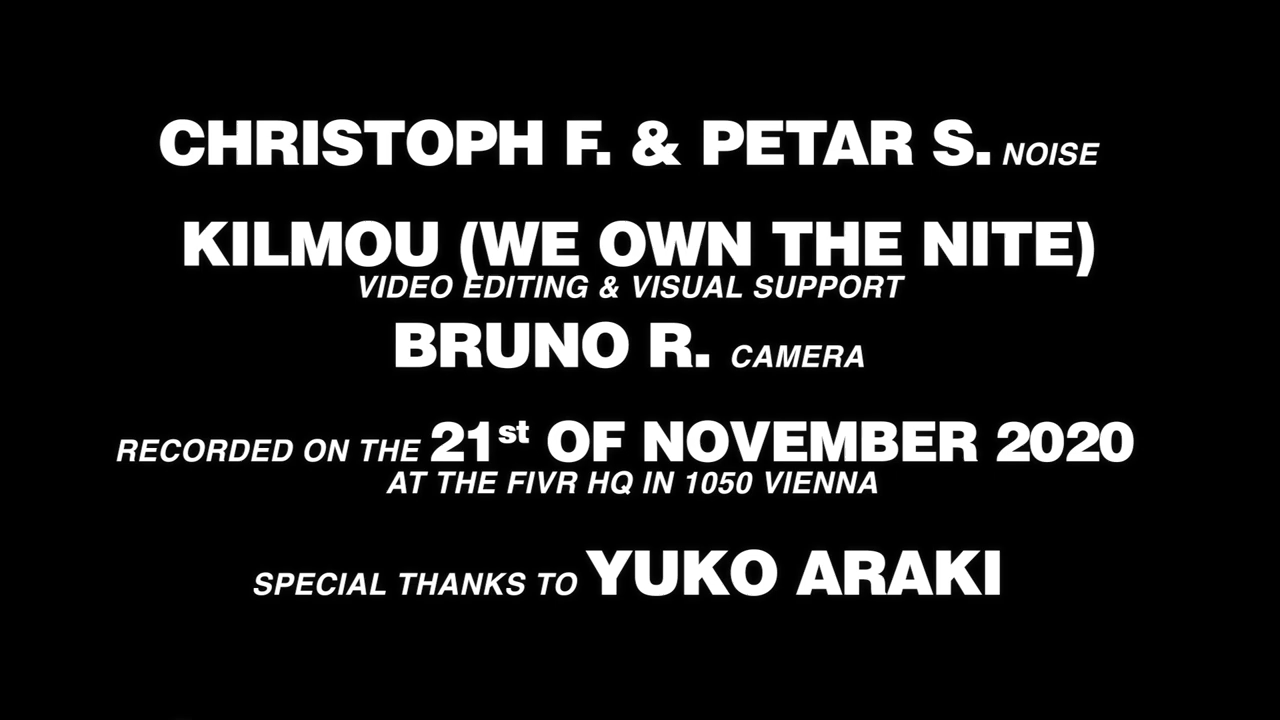 CHRISTOPH F. & PETAR S. NOISE
KILMOU (WE OWN THE NITE)
VIDEO EDITING & VISUAL SUPPORT
BRUNO R. CAMERA
RECORDED ON THE 21st OF NOVEMBER 2020
AT THE FIVR HQ IN 1050 VIENNA
SPECIAL THANKS TO YUKO ARAKI